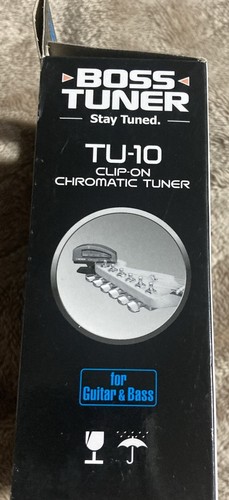 BOSS
TUNER
Stay Tuned.
TU-10
CLIP-ON
CHROMATIC TUNER
for
Guitar & Bass